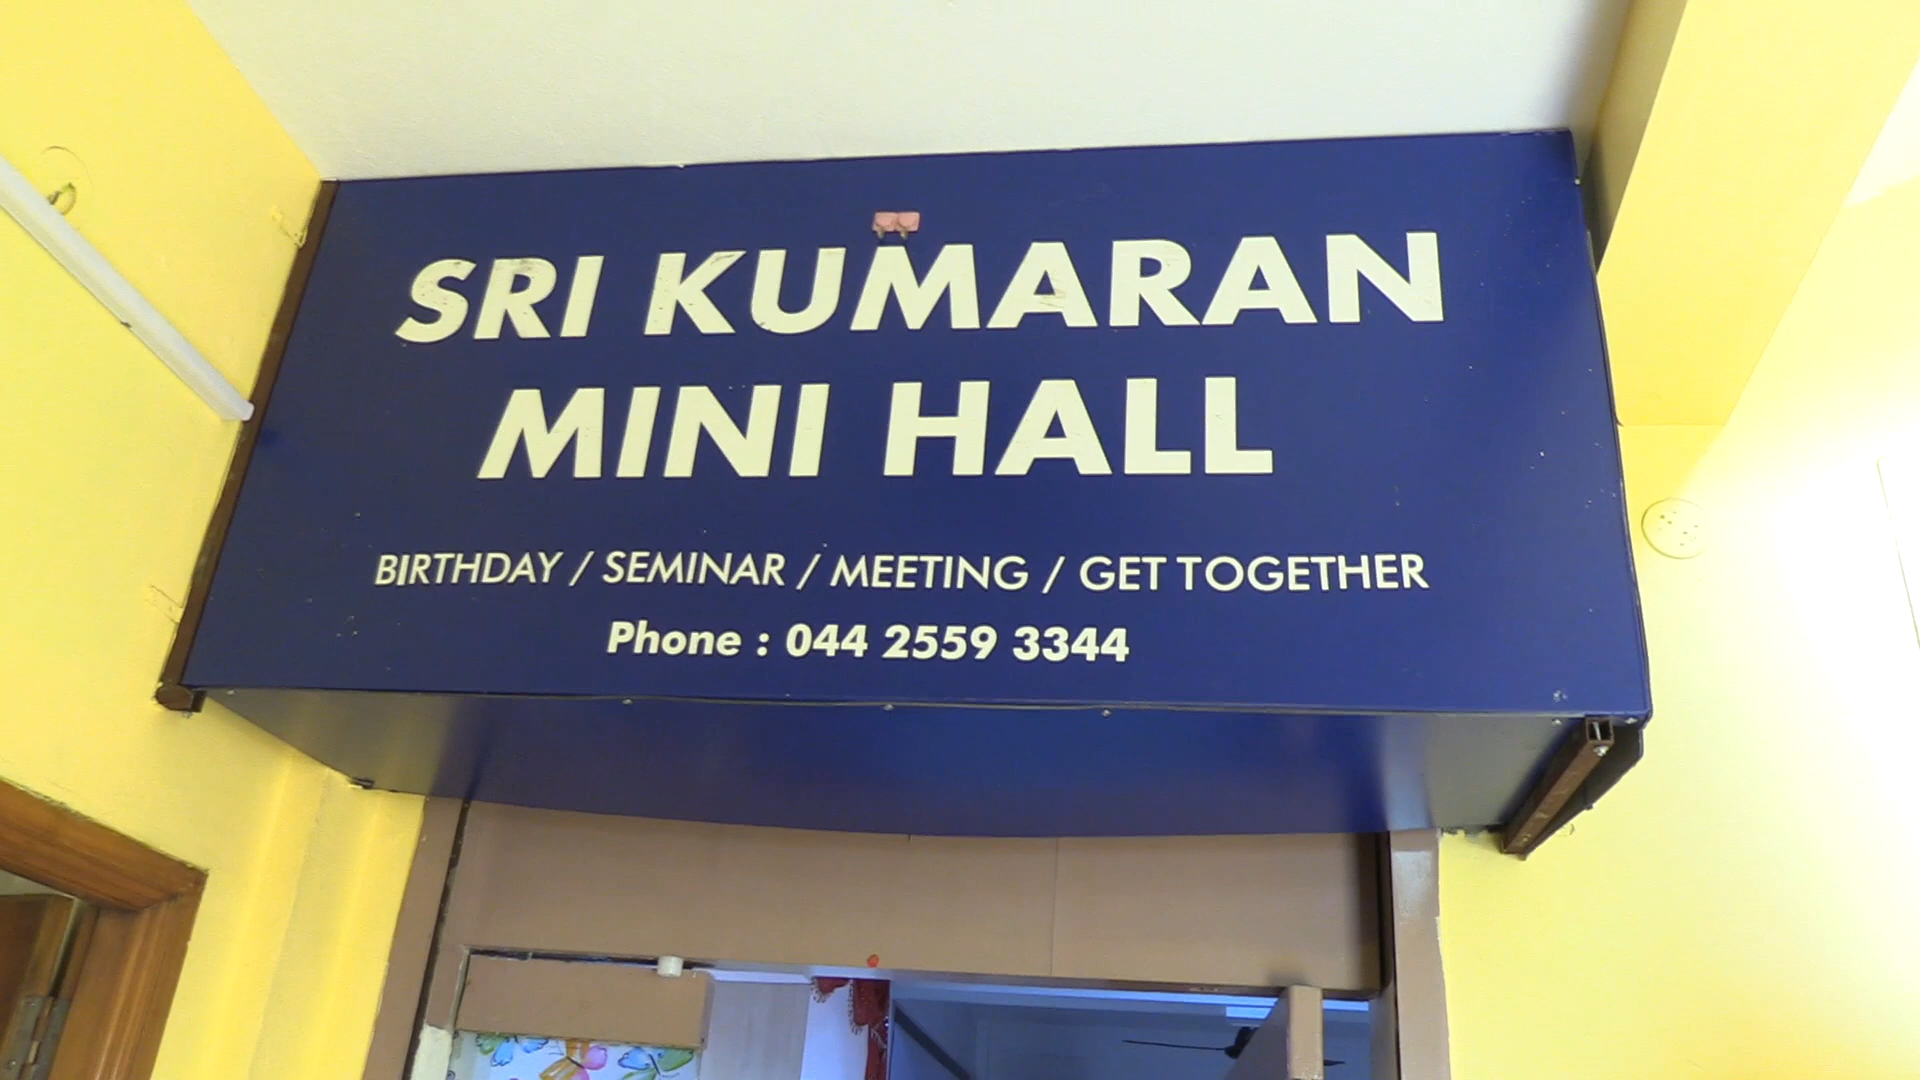 SRI KUMARAN
MINI HALL
BIRTHDAY / SEMINAR / MEETING / GET TOGETHER
Phone : 044 2559 3344